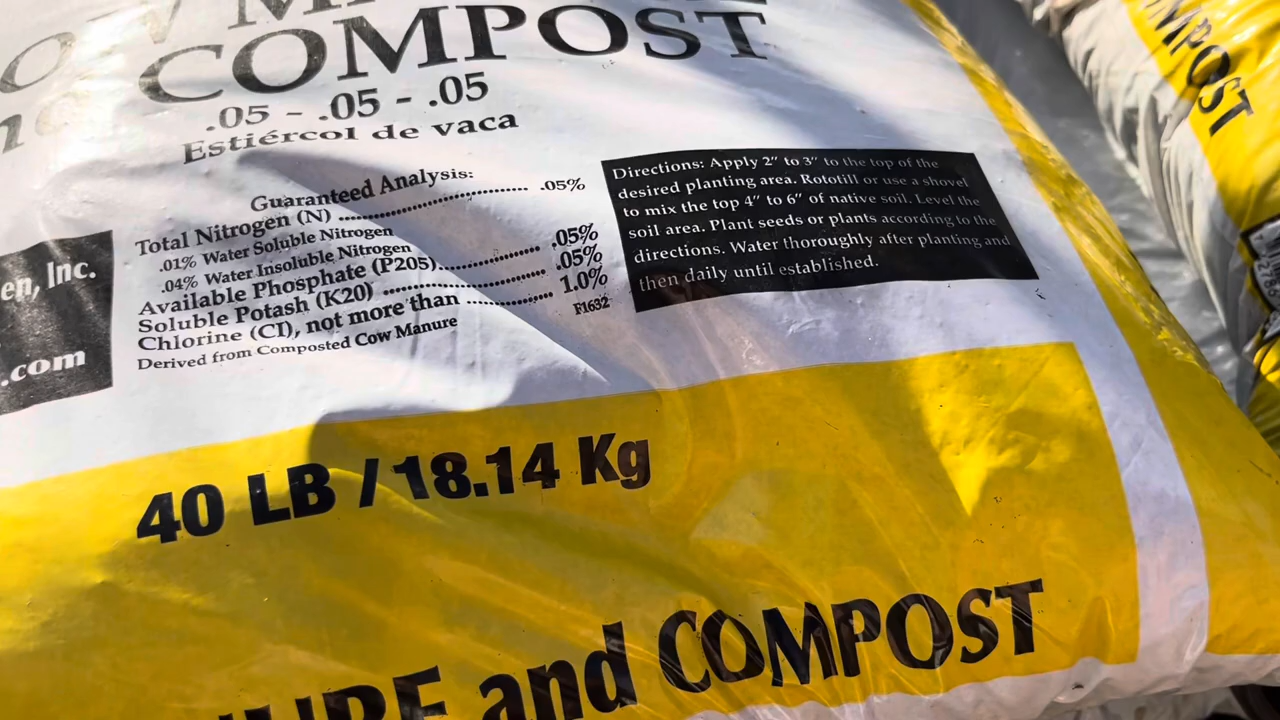 COMPOST
.05 - .05 - .05
Estiércol de vaca
Guaranteed Analysis:
Total Nitrogen (N) .............................. .05%
.01% Water Soluble Nitrogen
.04% Water Insoluble Nitrogen
Available Phosphate (P205)................ .05%
Soluble Potash (K20) ........................... .05%
Chlorine (CI), not more than .............. 1.0%
Derived from Composted Cow Manure
F1632
Directions: Apply 2" to 3" to the top of the
desired planting area. Rototill or use a shovel
to mix the top 4" to 6" of native soil. Level the
soil area. Plant seeds or plants according to the
directions. Water thoroughly after planting and
then daily until established.
en, Inc.
.com
40 LB / 18.14 Kg
and COMPOST
MPOST